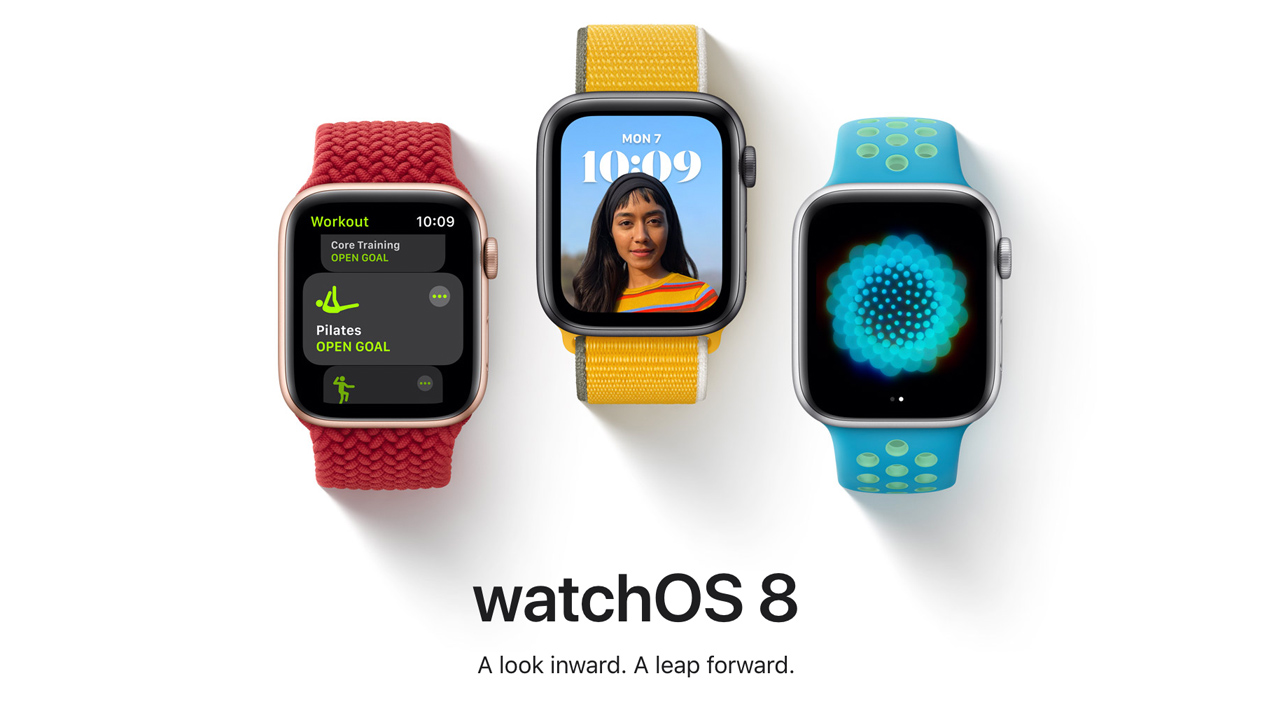 Workout 10:09
Core Training
OPEN GOAL
Pilates
OPEN GOAL
MON 7
10:09
watchOS 8
A look inward. A leap forward.